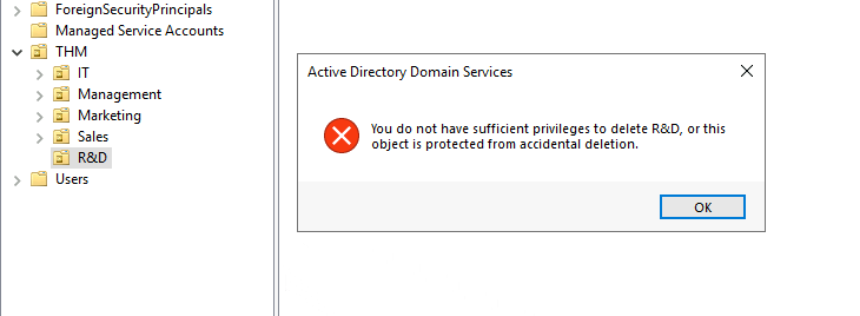 ForeignSecurityPrincipals
Managed Service Accounts
THM
IT
Management
Marketing
Sales
R&D
Users
Active Directory Domain Services
You do not have sufficient privileges to delete R&D, or this
object is protected from accidental deletion.
OK